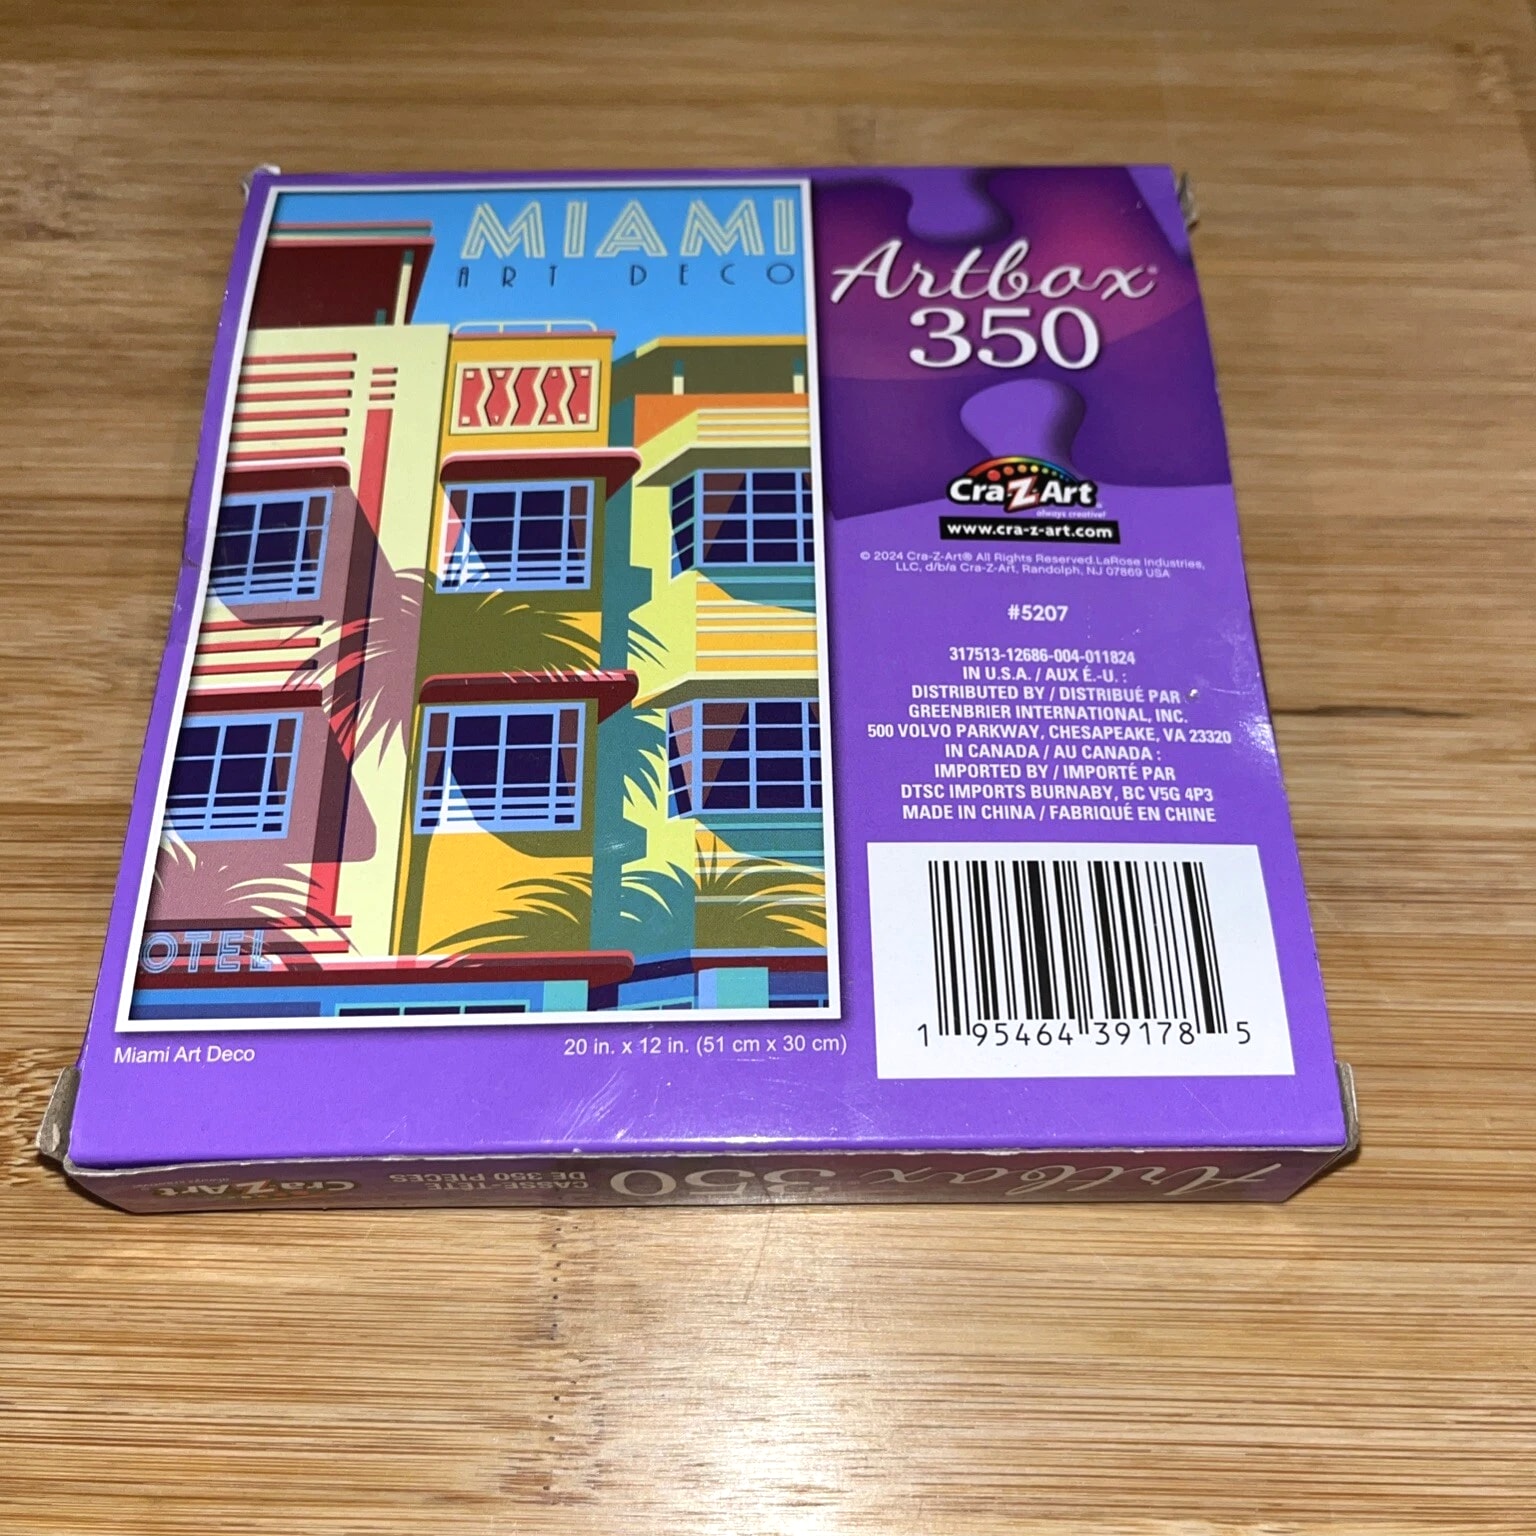 MIAMI
ART DECO
OTEL
Miami Art Deco
20 in. x 12 in. (51 cm x 30 cm)
Artbox®
350
Cra-Z-Art®
always creative!
www.cra-z-art.com
© 2024 Cra-Z-Art® All Rights Reserved.LaRose Industries,
LLC, d/b/a Cra-Z-Art, Randolph, NJ 07869 USA
#5207
317513-12686-004-011824
IN U.S.A. / AUX É.-U. :
DISTRIBUTED BY / DISTRIBUÉ PAR
GREENBRIER INTERNATIONAL, INC.
500 VOLVO PARKWAY, CHESAPEAKE, VA 23320
IN CANADA / AU CANADA :
IMPORTED BY / IMPORTÉ PAR
DTSC IMPORTS BURNABY, BC V5G 4P3
MADE IN CHINA / FABRIQUÉ EN CHINE
1 95464 39178 5
Artbox 350
CASSE-TÊTE
DE 350 PIÈCES
Cra-Z-Art